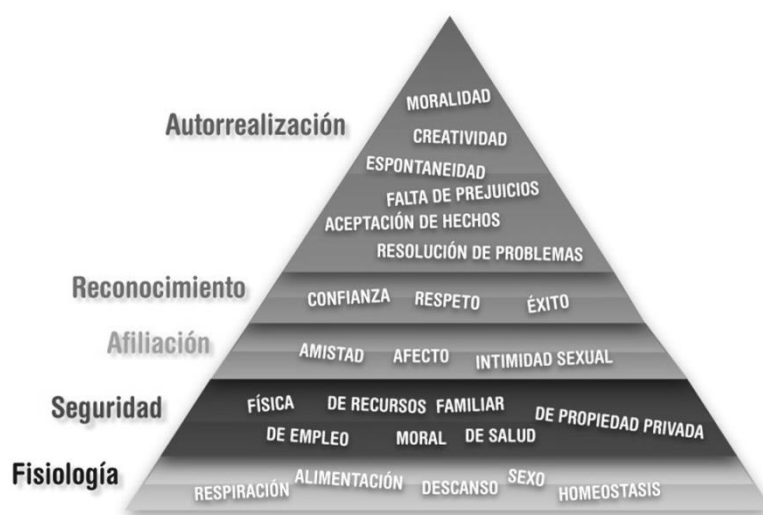 Autorrealización
MORALIDAD
CREATIVIDAD
ESPONTANEIDAD
FALTA DE PREJUICIOS
ACEPTACIÓN DE HECHOS
RESOLUCIÓN DE PROBLEMAS
Reconocimiento
CONFIANZA RESPETO ÉXITO
Afiliación
AMISTAD AFECTO INTIMIDAD SEXUAL
Seguridad
FÍSICA DE RECURSOS FAMILIAR DE PROPIEDAD PRIVADA
DE EMPLEO MORAL DE SALUD
Fisiología
RESPIRACIÓN ALIMENTACIÓN DESCANSO SEXO HOMEOSTASIS